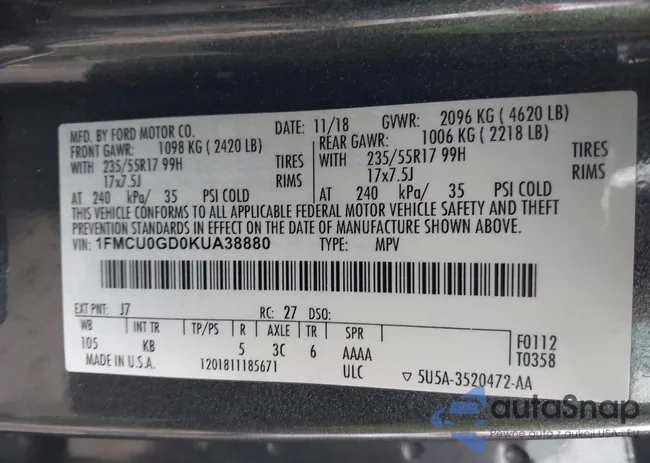 MFD. BY FORD MOTOR CO.
DATE: 11/18 GVWR: 2096 KG ( 4620 LB)
FRONT GAWR: 1098 KG ( 2420 LB)
REAR GAWR: 1006 KG ( 2218 LB)
WITH 235/55R17 99H TIRES
WITH 235/55R17 99H TIRES
17x7.5J RIMS
17x7.5J RIMS
AT 240 kPa/ 35 PSI COLD
AT 240 kPa/ 35 PSI COLD
THIS VEHICLE CONFORMS TO ALL APPLICABLE FEDERAL MOTOR VEHICLE SAFETY AND THEFT
PREVENTION STANDARDS IN EFFECT ON THE DATE OF MANUFACTURE SHOWN ABOVE.
VIN: 1FMCU0GD0KUA38880 TYPE: MPV
EXT PNT: J7 RC: 27 DSO:
WB INT TR TP/PS R AXLE TR SPR
105 KB 5 3C 6 AAAA
F0112
T0358
MADE IN U.S.A. 1201811185671 ULC ▽ 5U5A-3520472-AA
autoSnap
Pewne auta z aukcji USA i EU